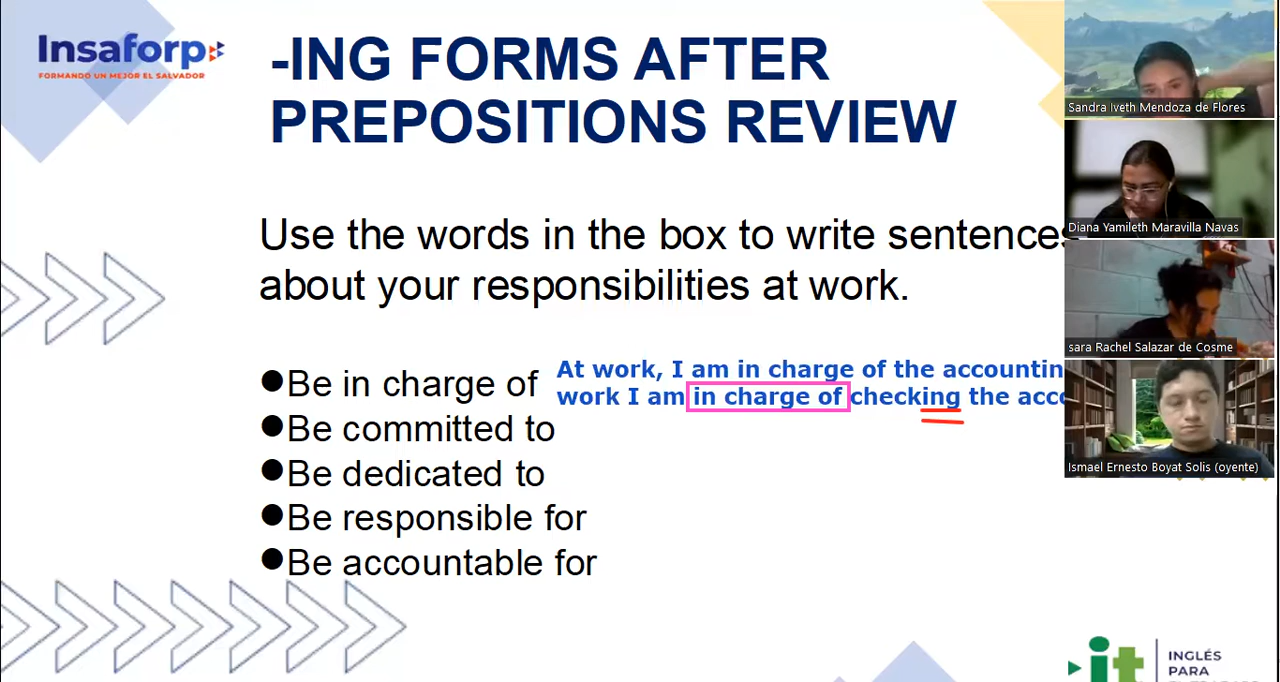 Insaforp
FORMANDO UN MEJOR EL SALVADOR
-ING FORMS AFTER
PREPOSITIONS REVIEW
Use the words in the box to write sentences
about your responsibilities at work.
Be in charge of
Be committed to
Be dedicated to
Be responsible for
Be accountable for
At work, I am in charge of the accountin
work I am in charge of checking the acco
Sandra Iveth Mendoza de Flores
Diana Yamileth Maravilla Navas
sara Rachel Salazar de Cosme
Ismael Ernesto Boyat Solis (oyente)
it
INGLÉS
PARA